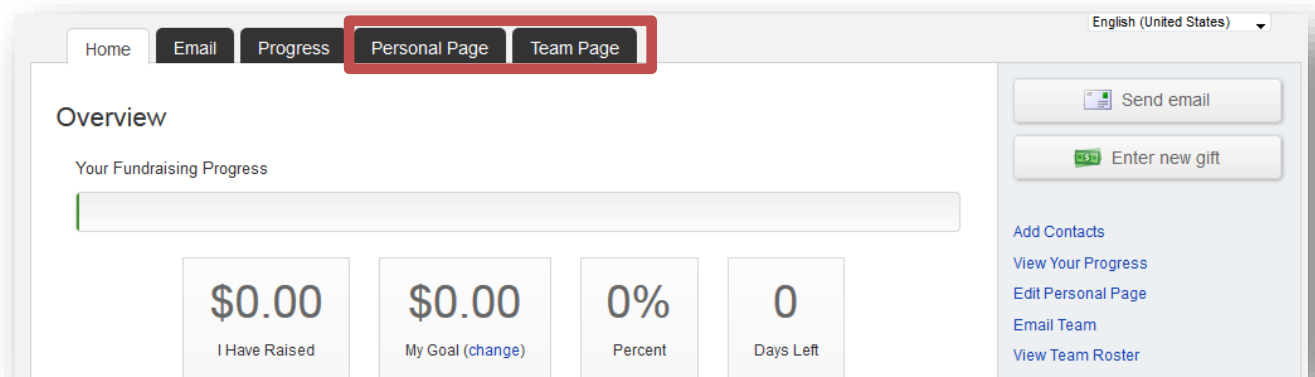 English (United States)
Home Email Progress Personal Page Team Page
Send email
Overview
Enter new gift
Your Fundraising Progress
Add Contacts
View Your Progress
Edit Personal Page
Email Team
View Team Roster
$0.00 $0.00 0% 0
I Have Raised My Goal (change) Percent Days Left